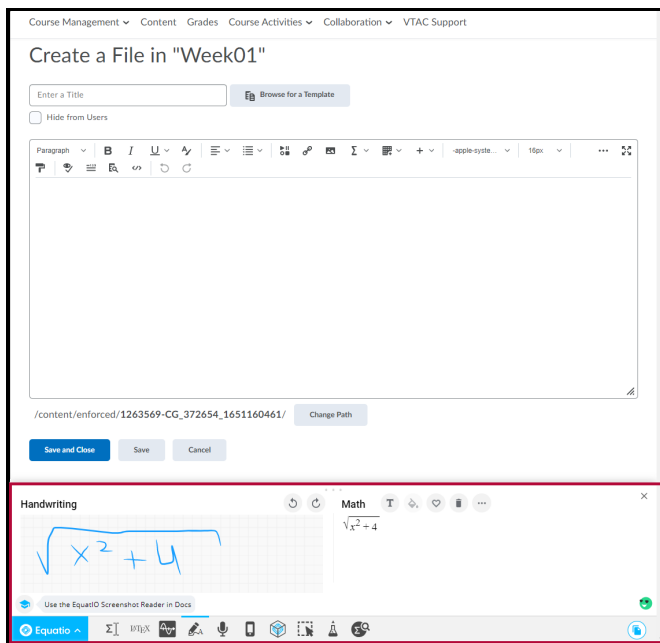 Course Management Content Grades Course Activities Collaboration VTAC Support
Create a File in "Week01"
Enter a Title Browse for a Template
Hide from Users
Paragraph B I U -apple-syste... 16px ...
/content/enforced/1263569-CG_372654_1651160461/ Change Path
Save and Close Save Cancel
Handwriting Math T
√x²+4 √x²+4
Use the EquatIO Screenshot Reader in Docs
Equatio LATEX